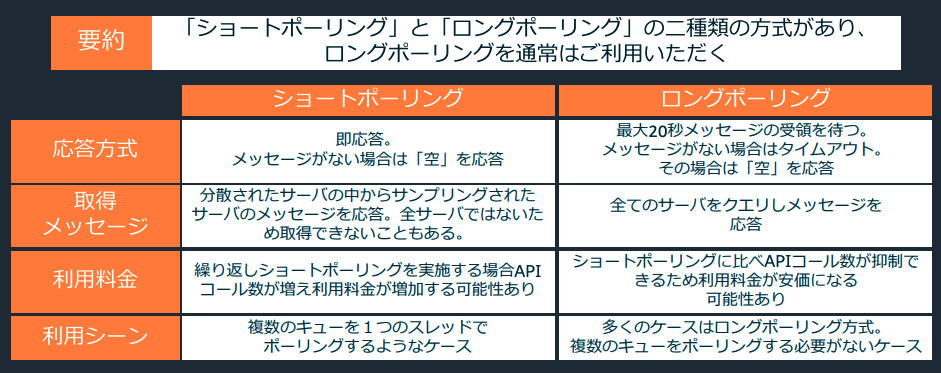 要約
「ショートポーリング」と「ロングポーリング」の二種類の方式があり、
ロングポーリングを通常はご利用いただく
ショートポーリング
ロングポーリング
応答方式
即応答。
メッセージがない場合は「空」を応答
最大20秒メッセージの受領を待つ。
メッセージがない場合はタイムアウト。
その場合は「空」を応答
取得
メッセージ
分散されたサーバの中からサンプリングされた
サーバのメッセージを応答。全サーバではないた
め取得できないこともある。
全てのサーバをクエリしメッセージを
応答
利用料金
繰り返しショートポーリングを実施する場合API
コール数が増え利用料金が増加する可能性あり
ショートポーリングに比べAPIコール数が抑制で
きるため利用料金が安価になる
可能性あり
利用シーン
複数のキューを１つのスレッドで
ポーリングするようなケース
多くのケースはロングポーリング方式。
複数のキューをポーリングする必要がないケース